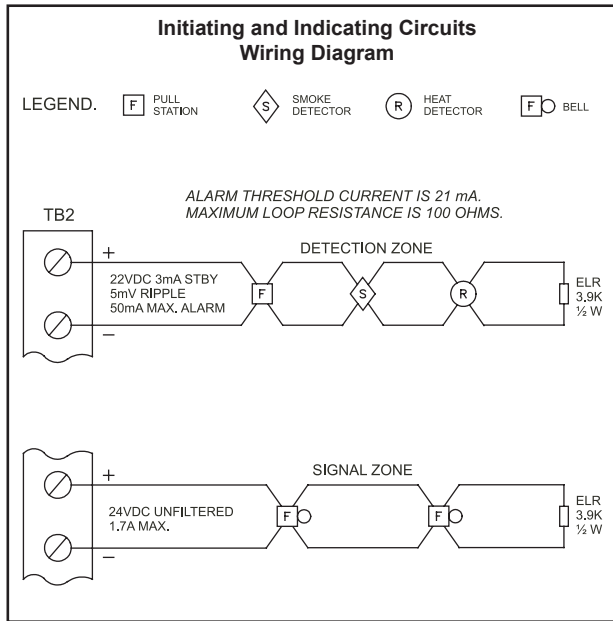 Initiating and Indicating Circuits
Wiring Diagram
LEGEND.
F
PULL
STATION
S
SMOKE
DETECTOR
R
HEAT
DETECTOR
F
BELL
ALARM THRESHOLD CURRENT IS 21 mA.
MAXIMUM LOOP RESISTANCE IS 100 OHMS.
TB2
+
DETECTION ZONE
22VDC 3mA STBY
5mV RIPPLE
50mA MAX. ALARM
F
S
R
ELR
3.9K
½ W
–
+
SIGNAL ZONE
24VDC UNFILTERED
1.7A MAX.
F
F
ELR
3.9K
½ W
–